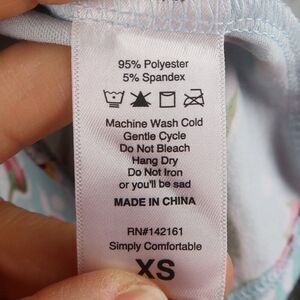 95% Polyester
5% Spandex
Machine Wash Cold
Gentle Cycle
Do Not Bleach
Hang Dry
Do Not Iron
or you'll be sad
MADE IN CHINA
RN#142161
Simply Comfortable
XS